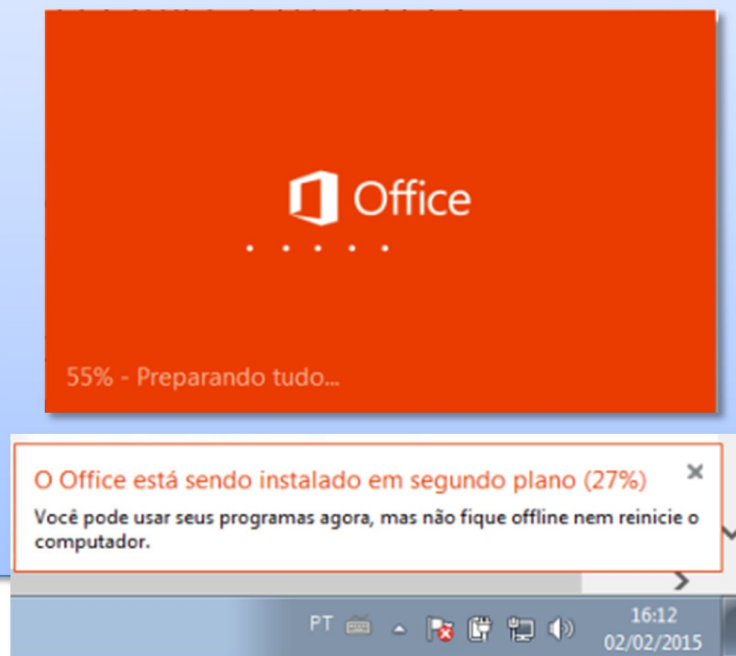 Office
55% - Preparando tudo...
O Office está sendo instalado em segundo plano (27%)
Você pode usar seus programas agora, mas não fique offline nem reinicie o
computador.
PT
16:12
02/02/2015